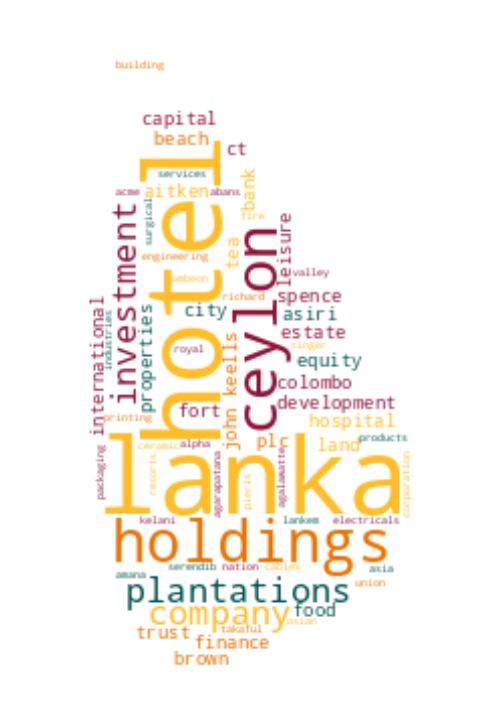 building
capital
beach
ct
services
acme
aitken
abans
bank
surgical
fire
hotel
investment
ceylon
tea
leisure
engineering
ambeon
valley
international
industries
properties
richard
spence
city
asiri
estate
royal
john keells
singer
equity
colombo
fort
development
printing
hospital
ceramic
alpha
plc
land
products
lanka
packaging
resorts
agarapatana
pieris
agalawatte
corporation
kelani
lankem
electricals
holdings
serendib
nation
cables
asia
amana
union
plantations
company
food
asian
trust
takaful
finance
brown